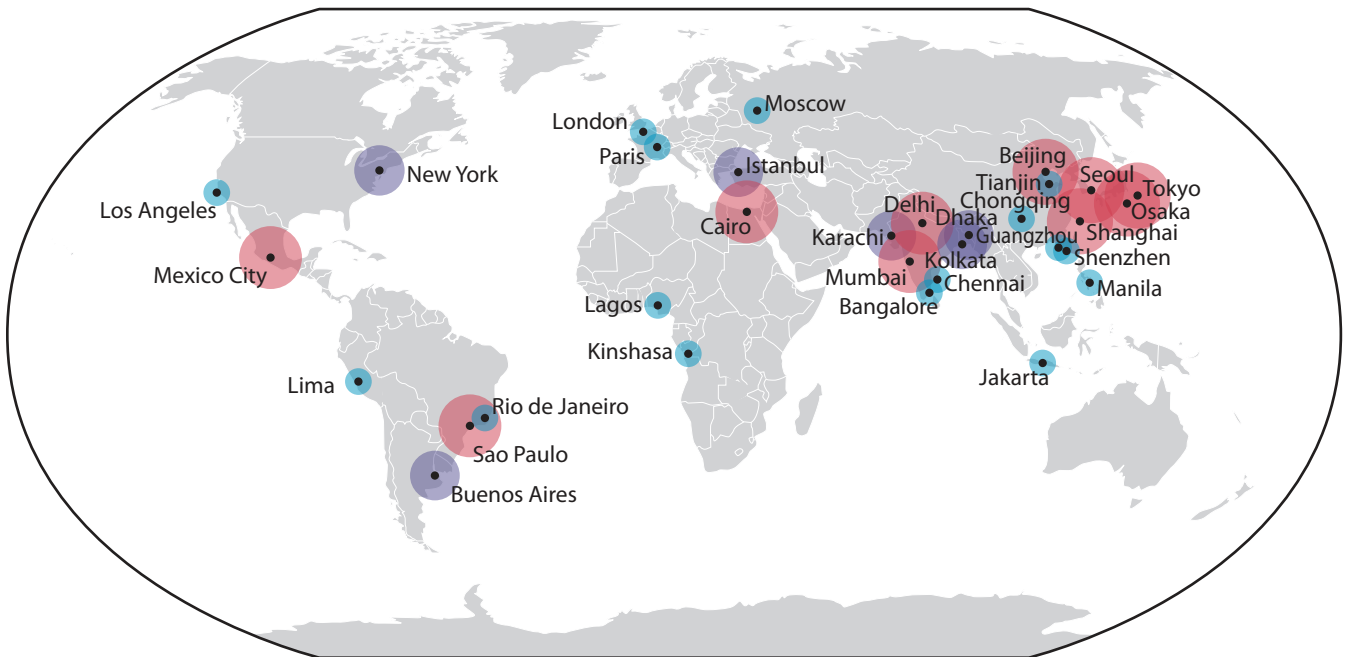 Moscow
London
Paris
Istanbul
New York
Los Angeles
Cairo
Mexico City
Beijing
Tianjin
Seoul
Chongqing
Tokyo
Osaka
Delhi
Dhaka
Karachi
Guangzhou
Shanghai
Kolkata
Shenzhen
Mumbai
Chennai
Bangalore
Manila
Lagos
Kinshasa
Jakarta
Lima
Rio de Janeiro
Sao Paulo
Buenos Aires